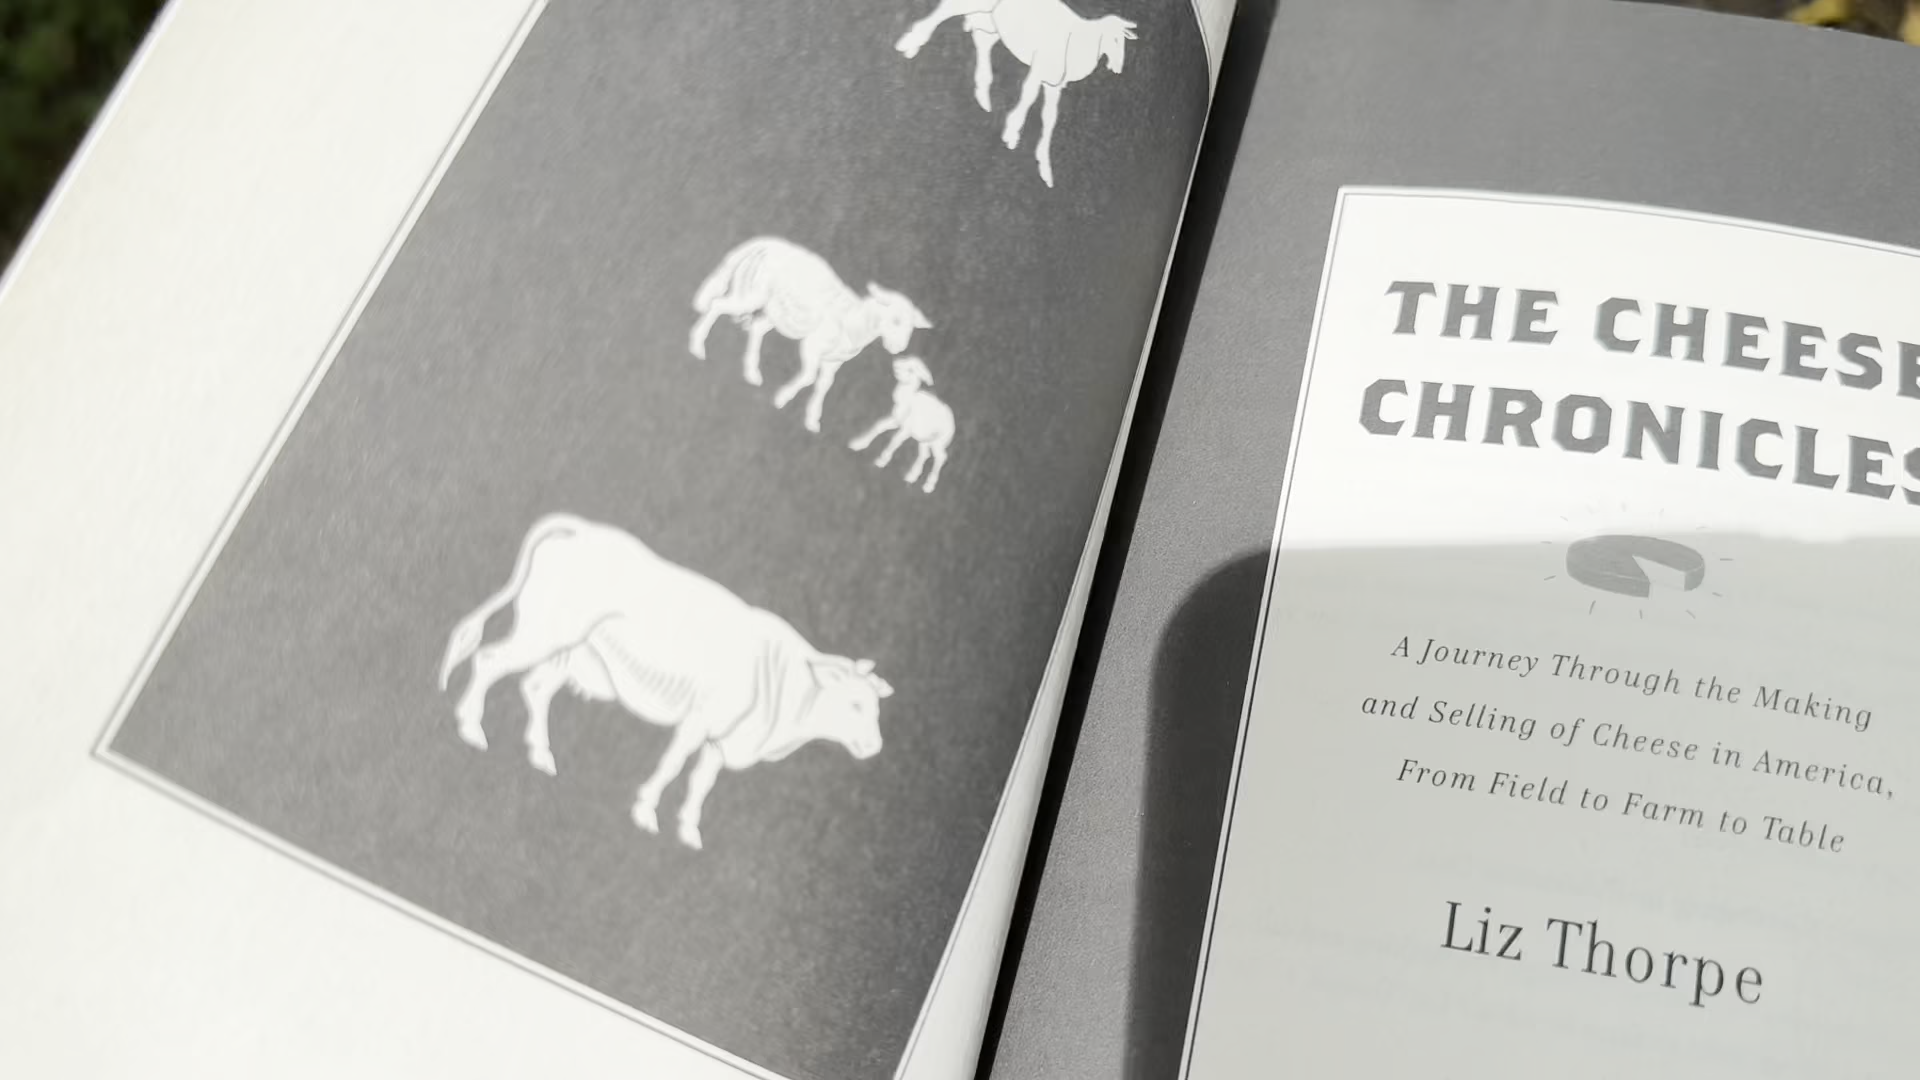 THE CHEESE
CHRONICLES
A Journey Through the Making
and Selling of Cheese in America,
From Field to Farm to Table
Liz Thorpe